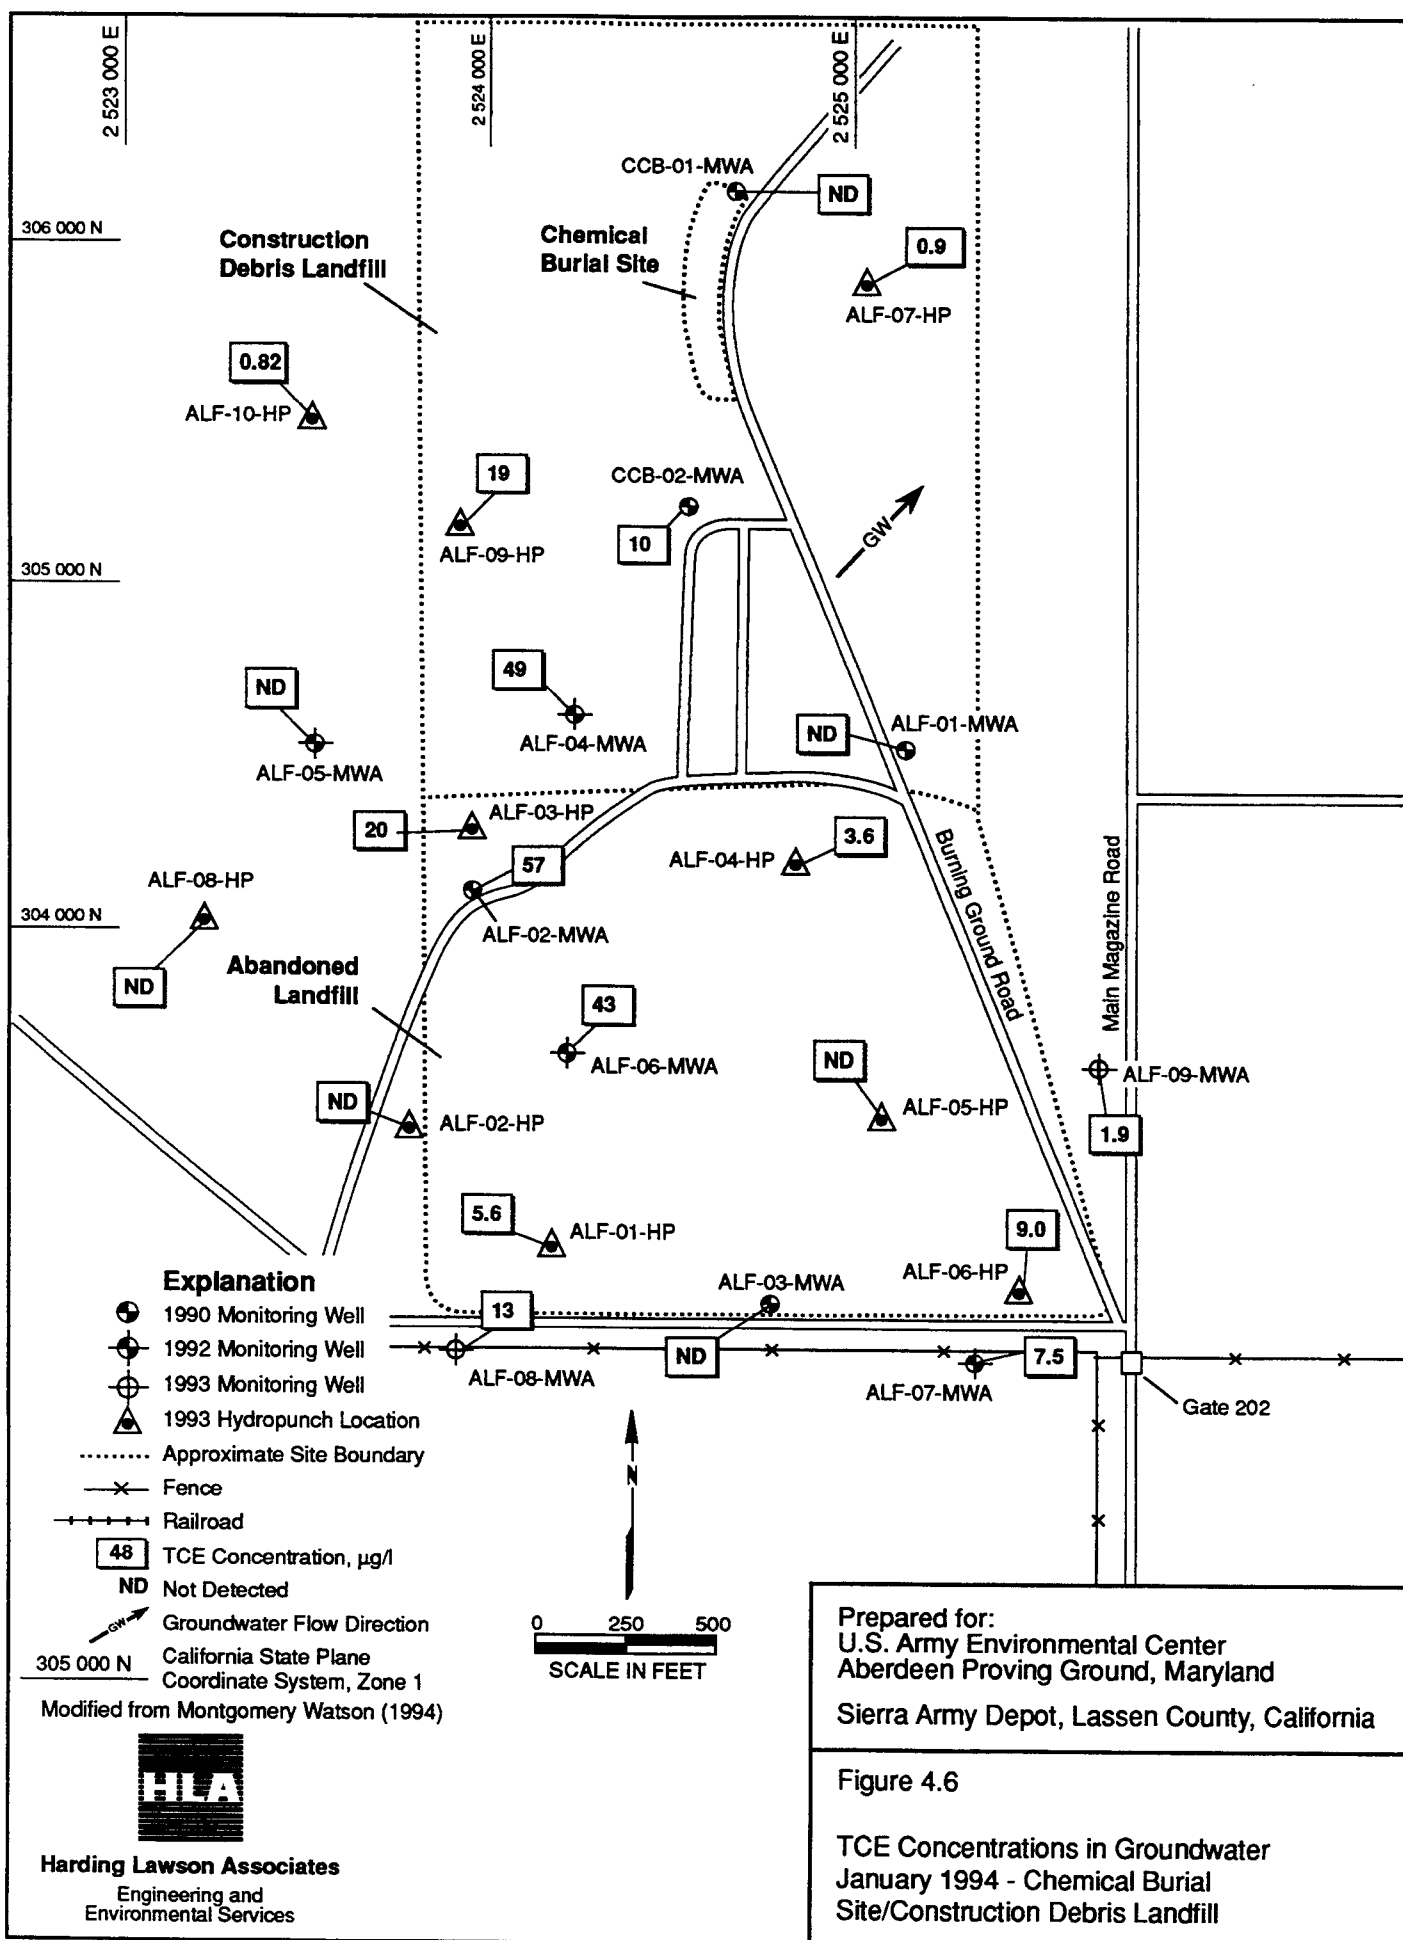 2 523 000 E
2 524 000 E
2 525 000 E
CCB-01-MWA
ND
306 000 N
Construction
Debris Landfill
Chemical
Burial Site
0.9
ALF-07-HP
0.82
ALF-10-HP
19
CCB-02-MWA
10
ALF-09-HP
GW
305 000 N
49
ND
ALF-04-MWA
ALF-05-MWA
ND
ALF-01-MWA
20
ALF-03-HP
57
ALF-04-HP
3.6
ALF-08-HP
304 000 N
ALF-02-MWA
ND
Abandoned
Landfill
Burning Ground Road
Main Magazine Road
43
ALF-06-MWA
ND
ALF-05-HP
ALF-09-MWA
1.9
ND
ALF-02-HP
5.6
ALF-01-HP
9.0
ALF-06-HP
ALF-03-MWA
13
ALF-08-MWA
ND
7.5
ALF-07-MWA
Gate 202
Explanation
1990 Monitoring Well
1992 Monitoring Well
1993 Monitoring Well
1993 Hydropunch Location
Approximate Site Boundary
Fence
Railroad
48 TCE Concentration, µg/l
ND Not Detected
GW Groundwater Flow Direction
305 000 N California State Plane
Coordinate System, Zone 1
Modified from Montgomery Watson (1994)
N
0 250 500
SCALE IN FEET
HLA
Harding Lawson Associates
Engineering and
Environmental Services
Prepared for:
U.S. Army Environmental Center
Aberdeen Proving Ground, Maryland
Sierra Army Depot, Lassen County, California
Figure 4.6
TCE Concentrations in Groundwater
January 1994 - Chemical Burial
Site/Construction Debris Landfill